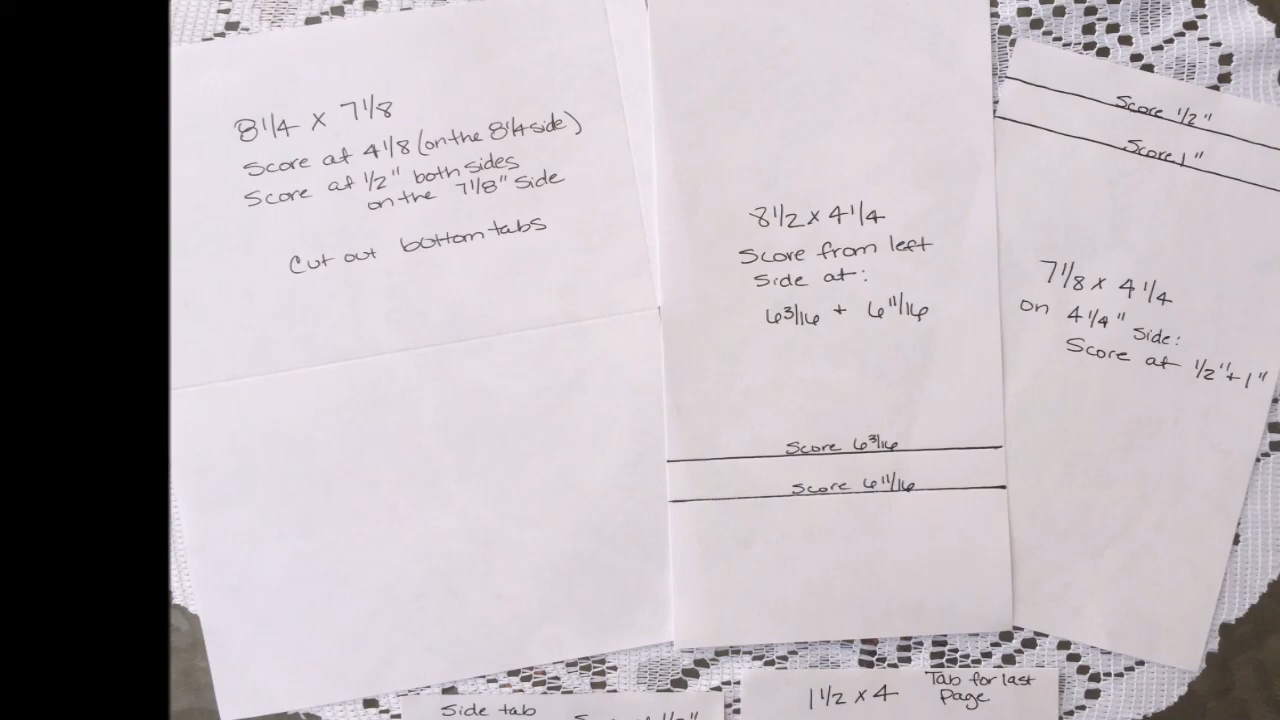 8 1/4 x 7 1/8
Score at 4 1/8 (on the 8 1/4 side)
Score at 1/2" both sides
on the 7 1/8" side
Cut out bottom tabs
8 1/2 x 4 1/4
Score from left
side at:
6 3/16 + 6 11/16
Score 6 3/16
Score 6 11/16
Score 1/2"
Score 1"
7 1/8 x 4 1/4
on 4 1/4" side:
Score at 1/2" + 1"
Side tab
1 1/2 x 4
Tab for last
Page